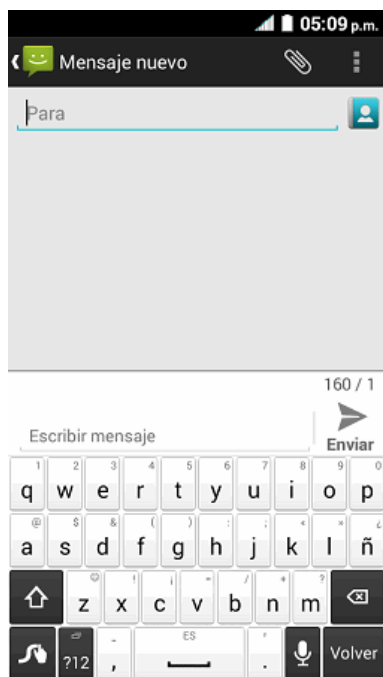 05:09 p.m.
Mensaje nuevo
Para
160 / 1
Escribir mensaje
Enviar
1 2 3 4 5 6 7 8 9 0
q w e r t y u i o p
@ $ & ( ) : ; " * ¿
a s d f g h j k l ñ
! ¡ - / + ?
z x c v b n m
ES
?12 , . Volver